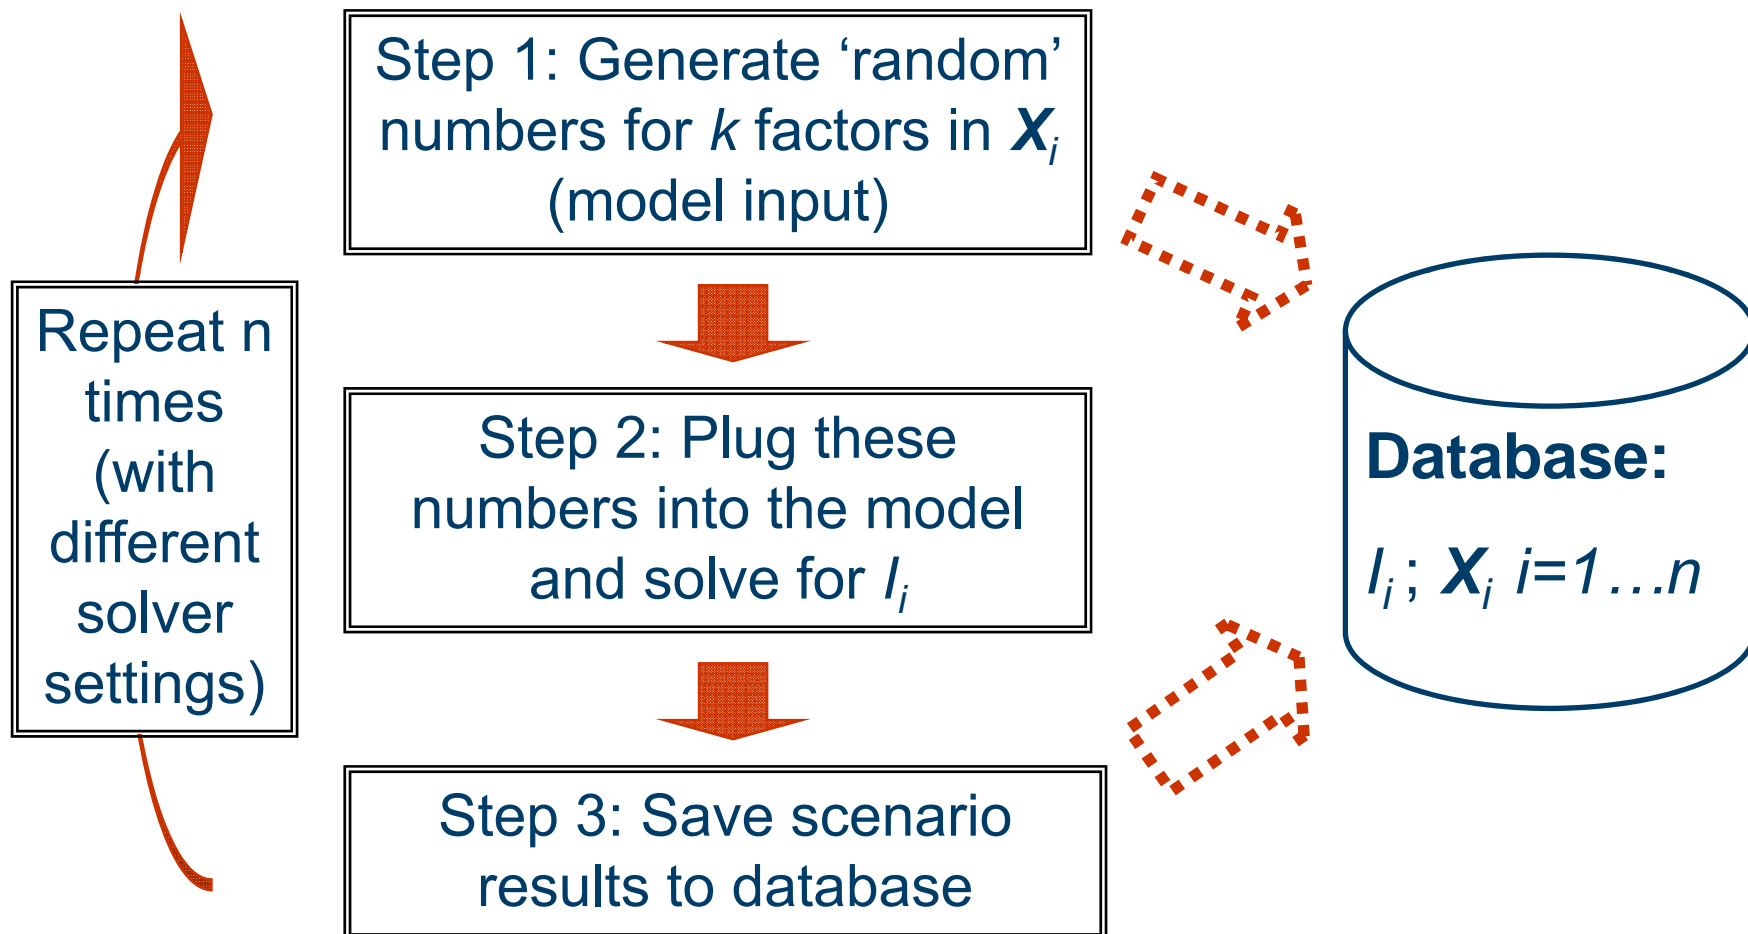 Step 1: Generate ‘random’
numbers for k factors in Xi
(model input)
Repeat n
times
(with
different
solver
settings)
Step 2: Plug these
numbers into the model
and solve for Ii
Database:
Ii ; Xi i=1…n
Step 3: Save scenario
results to database